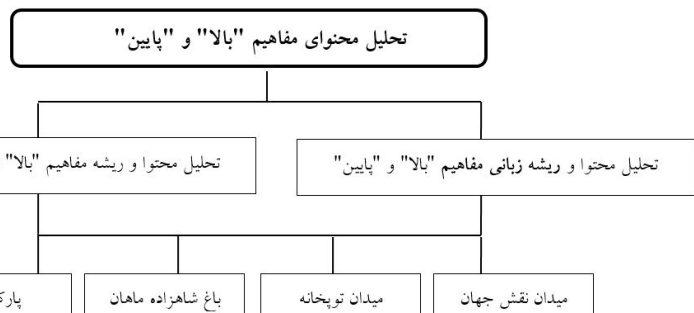 تحلیل محتوای مفاهیم "بالا" و "پایین"
تحلیل محتوا و ریشه زبانی مفاهیم "بالا" و "پایین"
تحلیل محتوا و ریشه مفاهیم "بالا"
میدان نقش جهان
میدان توپخانه
باغ شاهزاده ماهان